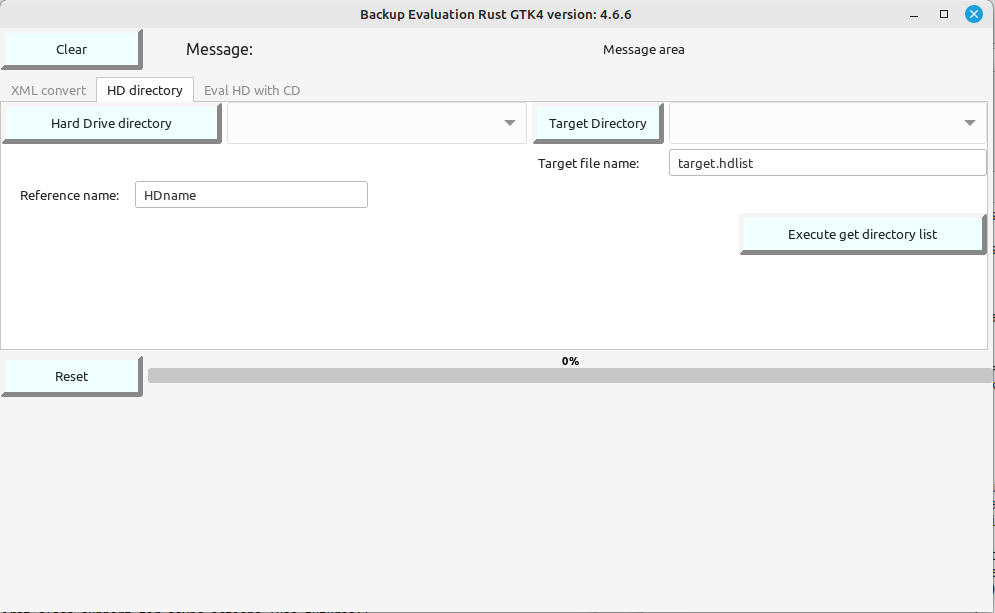 Backup Evaluation Rust GTK4 version: 4.6.6
Clear Message: Message area
XML convert HD directory Eval HD with CD
Hard Drive directory Target Directory
Target file name: target.hdlist
Reference name: HDname
Execute get directory list
0%
Reset